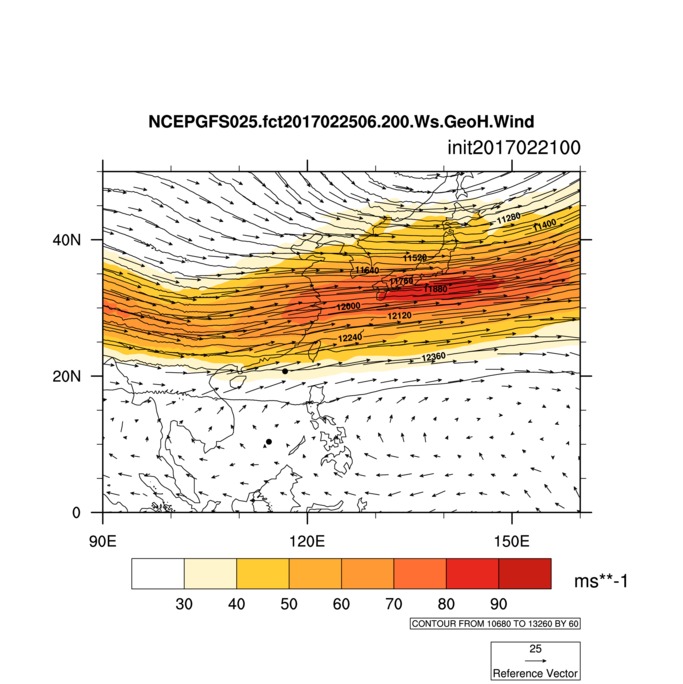 NCEPGFS025.fct2017022506.200.Ws.GeoH.Wind
init2017022100
11280
11400
40N
11520
11640
11760
11880
12000
12120
12240
12360
20N
0
90E 120E 150E
ms**-1
30 40 50 60 70 80 90
CONTOUR FROM 10680 TO 13260 BY 60
25
Reference Vector